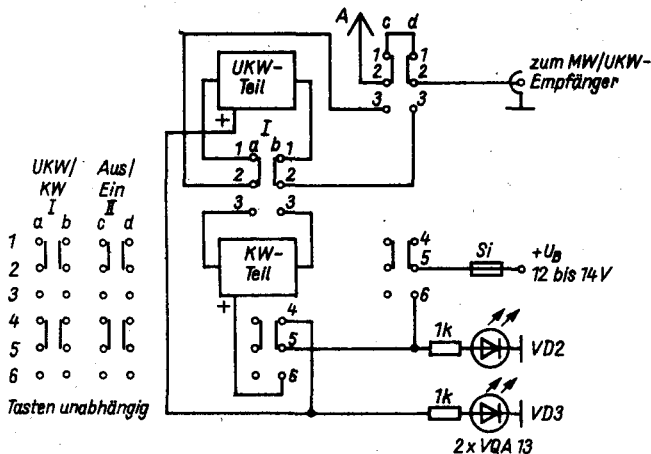 A
c d
1 1
2 2
3 3
zum MW/UKW-
Empfänger
UKW-
Teil
+
I
1 a b 1
2 2
3 3
KW-
Teil
+
4
5
6
4
5
6
Si
+U_B
12 bis 14V
1k
VD2
1k
VD3
2 x VQA 13
UKW/
KW
I
a b
Aus/
Ein
II
c d
1
2
3
4
5
6
Tasten unabhängig